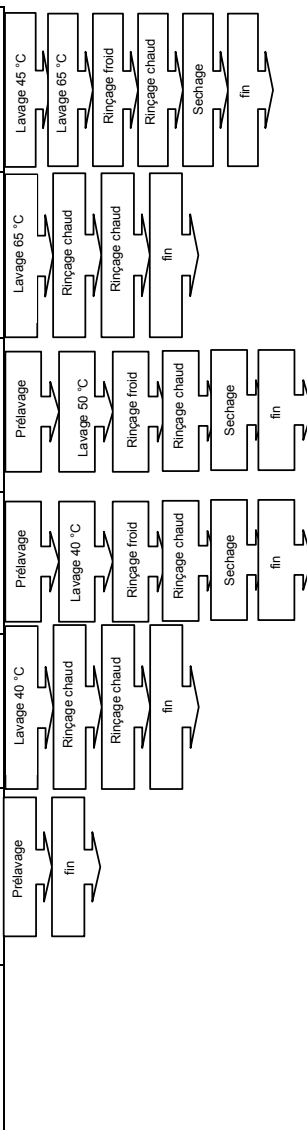 Lavage 45 °C
Lavage 65 °C
Rinçage froid
Rinçage chaud
Sechage
fin
Lavage 65 °C
Rinçage chaud
Rinçage chaud
fin
Prélavage
Lavage 50 °C
Rinçage froid
Rinçage chaud
Sechage
fin
Prélavage
Lavage 40 °C
Rinçage froid
Rinçage chaud
Sechage
fin
Lavage 40 °C
Rinçage chaud
Rinçage chaud
fin
Prélavage
fin